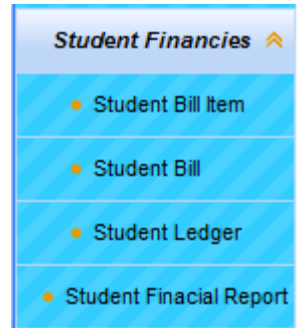 Student Financies
Student Bill Item
Student Bill
Student Ledger
Student Finacial Report